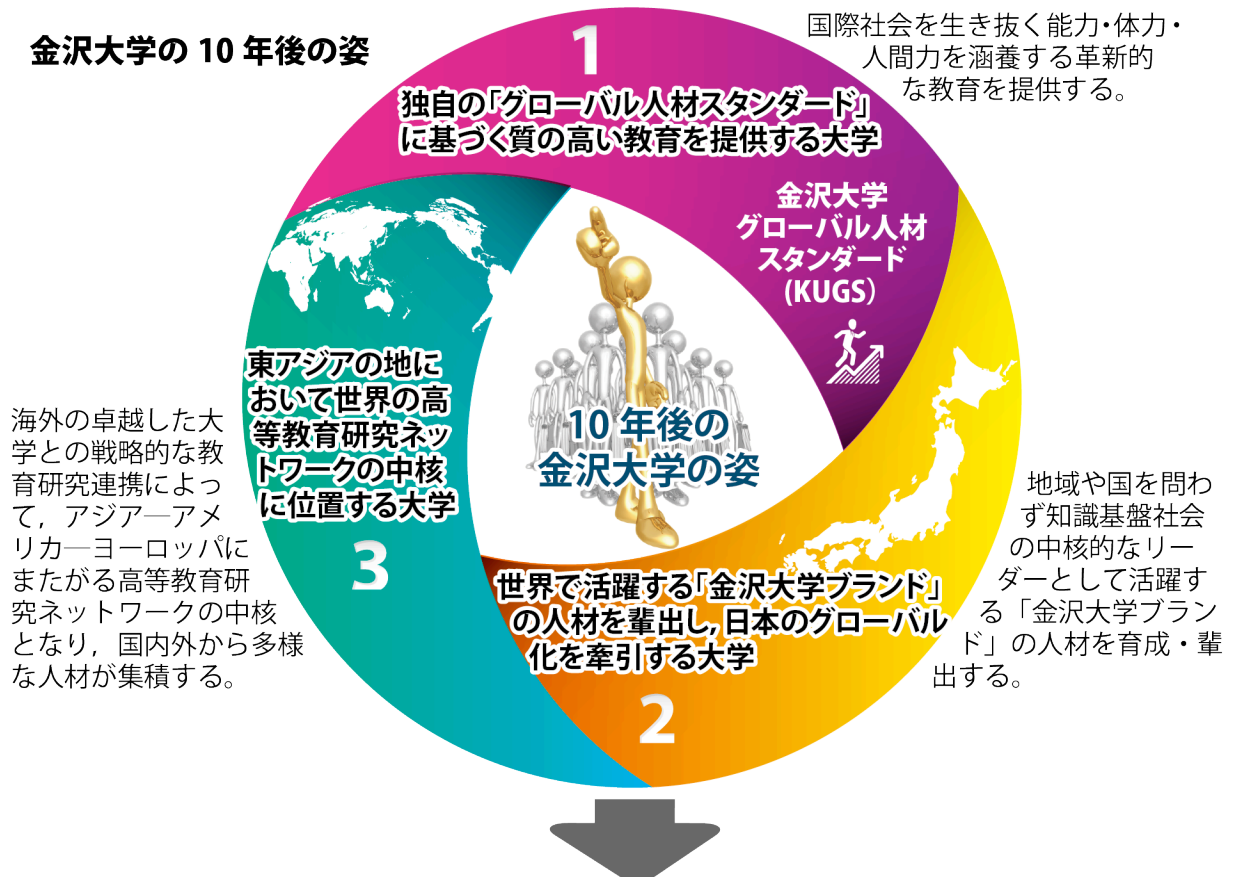 金沢大学の 10 年後の姿
1
国際社会を生き抜く能力・体力・
人間力を涵養する革新的
な教育を提供する。
独自の｢グローバル人材スタンダード｣
に基づく質の高い教育を提供する大学
金沢大学
グローバル人材
スタンダード
(KUGS）
10 年後の
金沢大学の姿
地域や国を問わ
ず知識基盤社会
の中核的なリー
ダーとして活躍す
る「金沢大学ブラン
ド」の人材を育成・輩
出する。
世界で活躍する｢金沢大学ブランド｣
の人材を輩出し, 日本のグローバル
化を牽引する大学
2
東アジアの地に
おいて世界の高
等教育研究ネッ
トワークの中核
に位置する大学
3
海外の卓越した大
学との戦略的な教
育研究連携によっ
て，アジア―アメ
リカ―ヨーロッパに
またがる高等教育研
究ネットワークの中核
となり，国内外から多様
な人材が集積する。